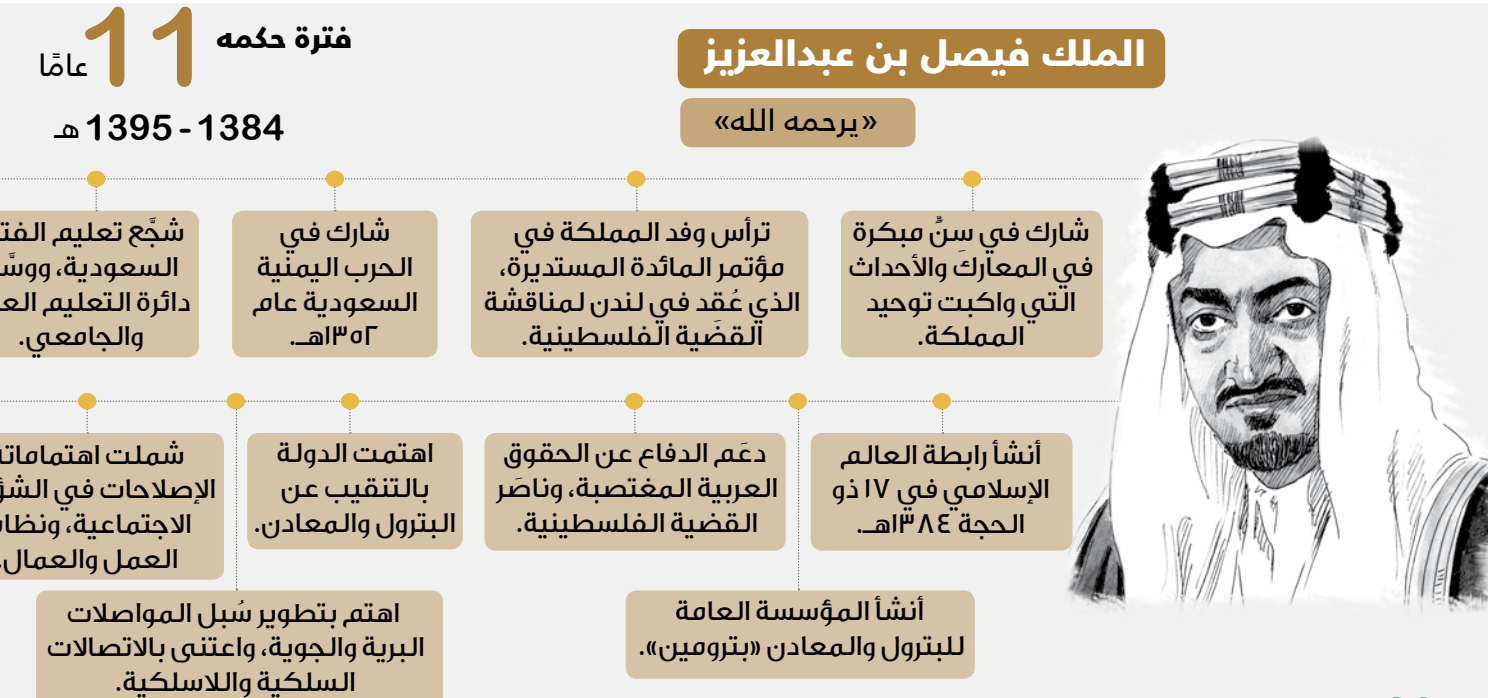 الملك فيصل بن عبدالعزيز
«يرحمه الله»
فترة حكمه 11 عامًا
1384 - 1395 هـ
شارك في سنٍّ مبكرة
في المعارك والأحداث
التي واكبت توحيد
المملكة.
ترأس وفد المملكة في
مؤتمر المائدة المستديرة،
الذي عُقد في لندن لمناقشة
القضية الفلسطينية.
شارك في
الحرب اليمنية
السعودية عام
١٣٥٢هـ.
شجَّع تعليم
السعودية،
دائرة التعليم
والجامعي.
أنشأ رابطة العالم
الإسلامي في ١٧ ذو
الحجة ١٣٨٤هـ.
أنشأ المؤسسة العامة
للبترول والمعادن «بترومين».
دعَم الدفاع عن الحقوق
العربية المغتصبة، وناصَر
القضية الفلسطينية.
اهتمت الدولة
بالتنقيب عن
البترول والمعادن.
اهتم بتطوير سُبل المواصلات
البرية والجوية، واعتنى بالاتصالات
السلكية واللاسلكية.
شملت
الإصلاحات في
الاجتماعية،
العمل والعمال.